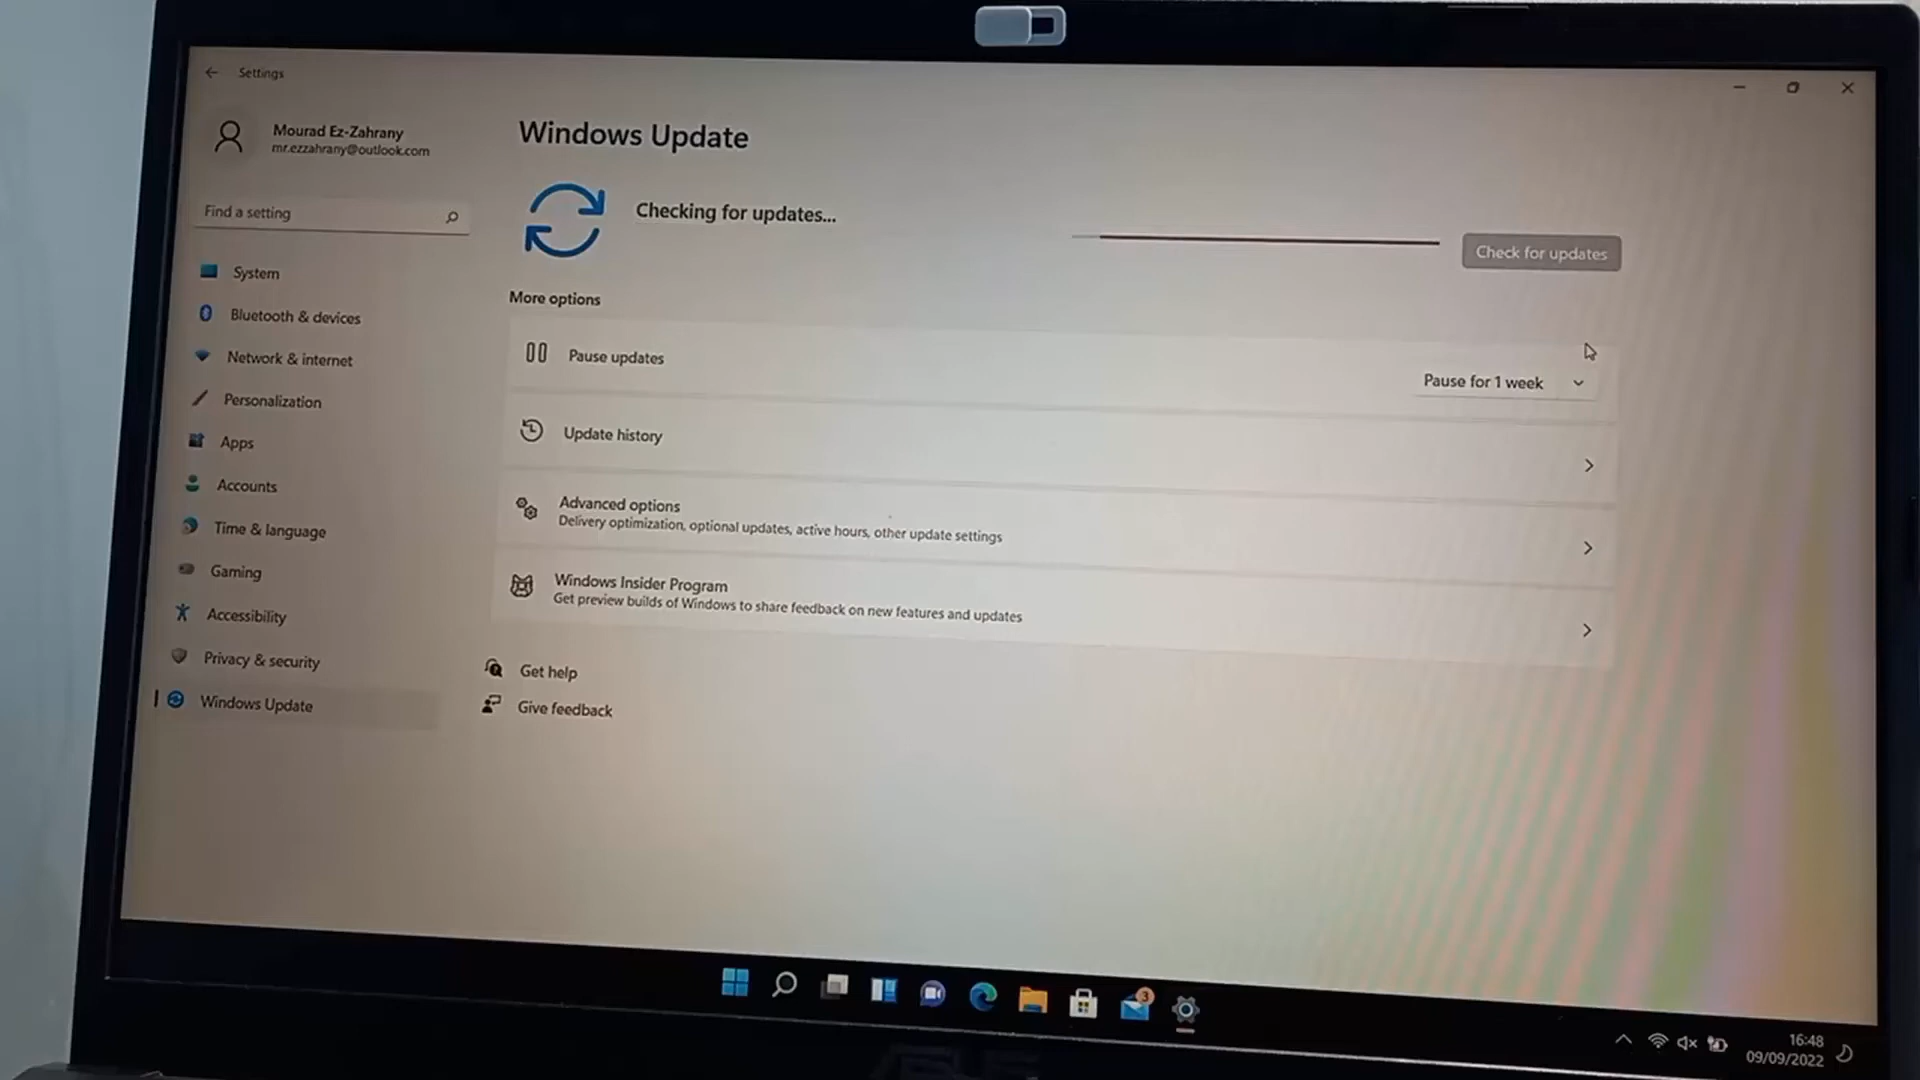 Settings
Mourad Ez-Zahrany
mr.ezzahrany@outlook.com
Find a setting
System
Bluetooth & devices
Network & internet
Personalization
Apps
Accounts
Time & language
Gaming
Accessibility
Privacy & security
Windows Update
Windows Update
Checking for updates...
Check for updates
More options
Pause updates
Pause for 1 week
Update history
Advanced options
Delivery optimization, optional updates, active hours, other update settings
Windows Insider Program
Get preview builds of Windows to share feedback on new features and updates
Get help
Give feedback
3
16:48
09/09/2022
ASUS